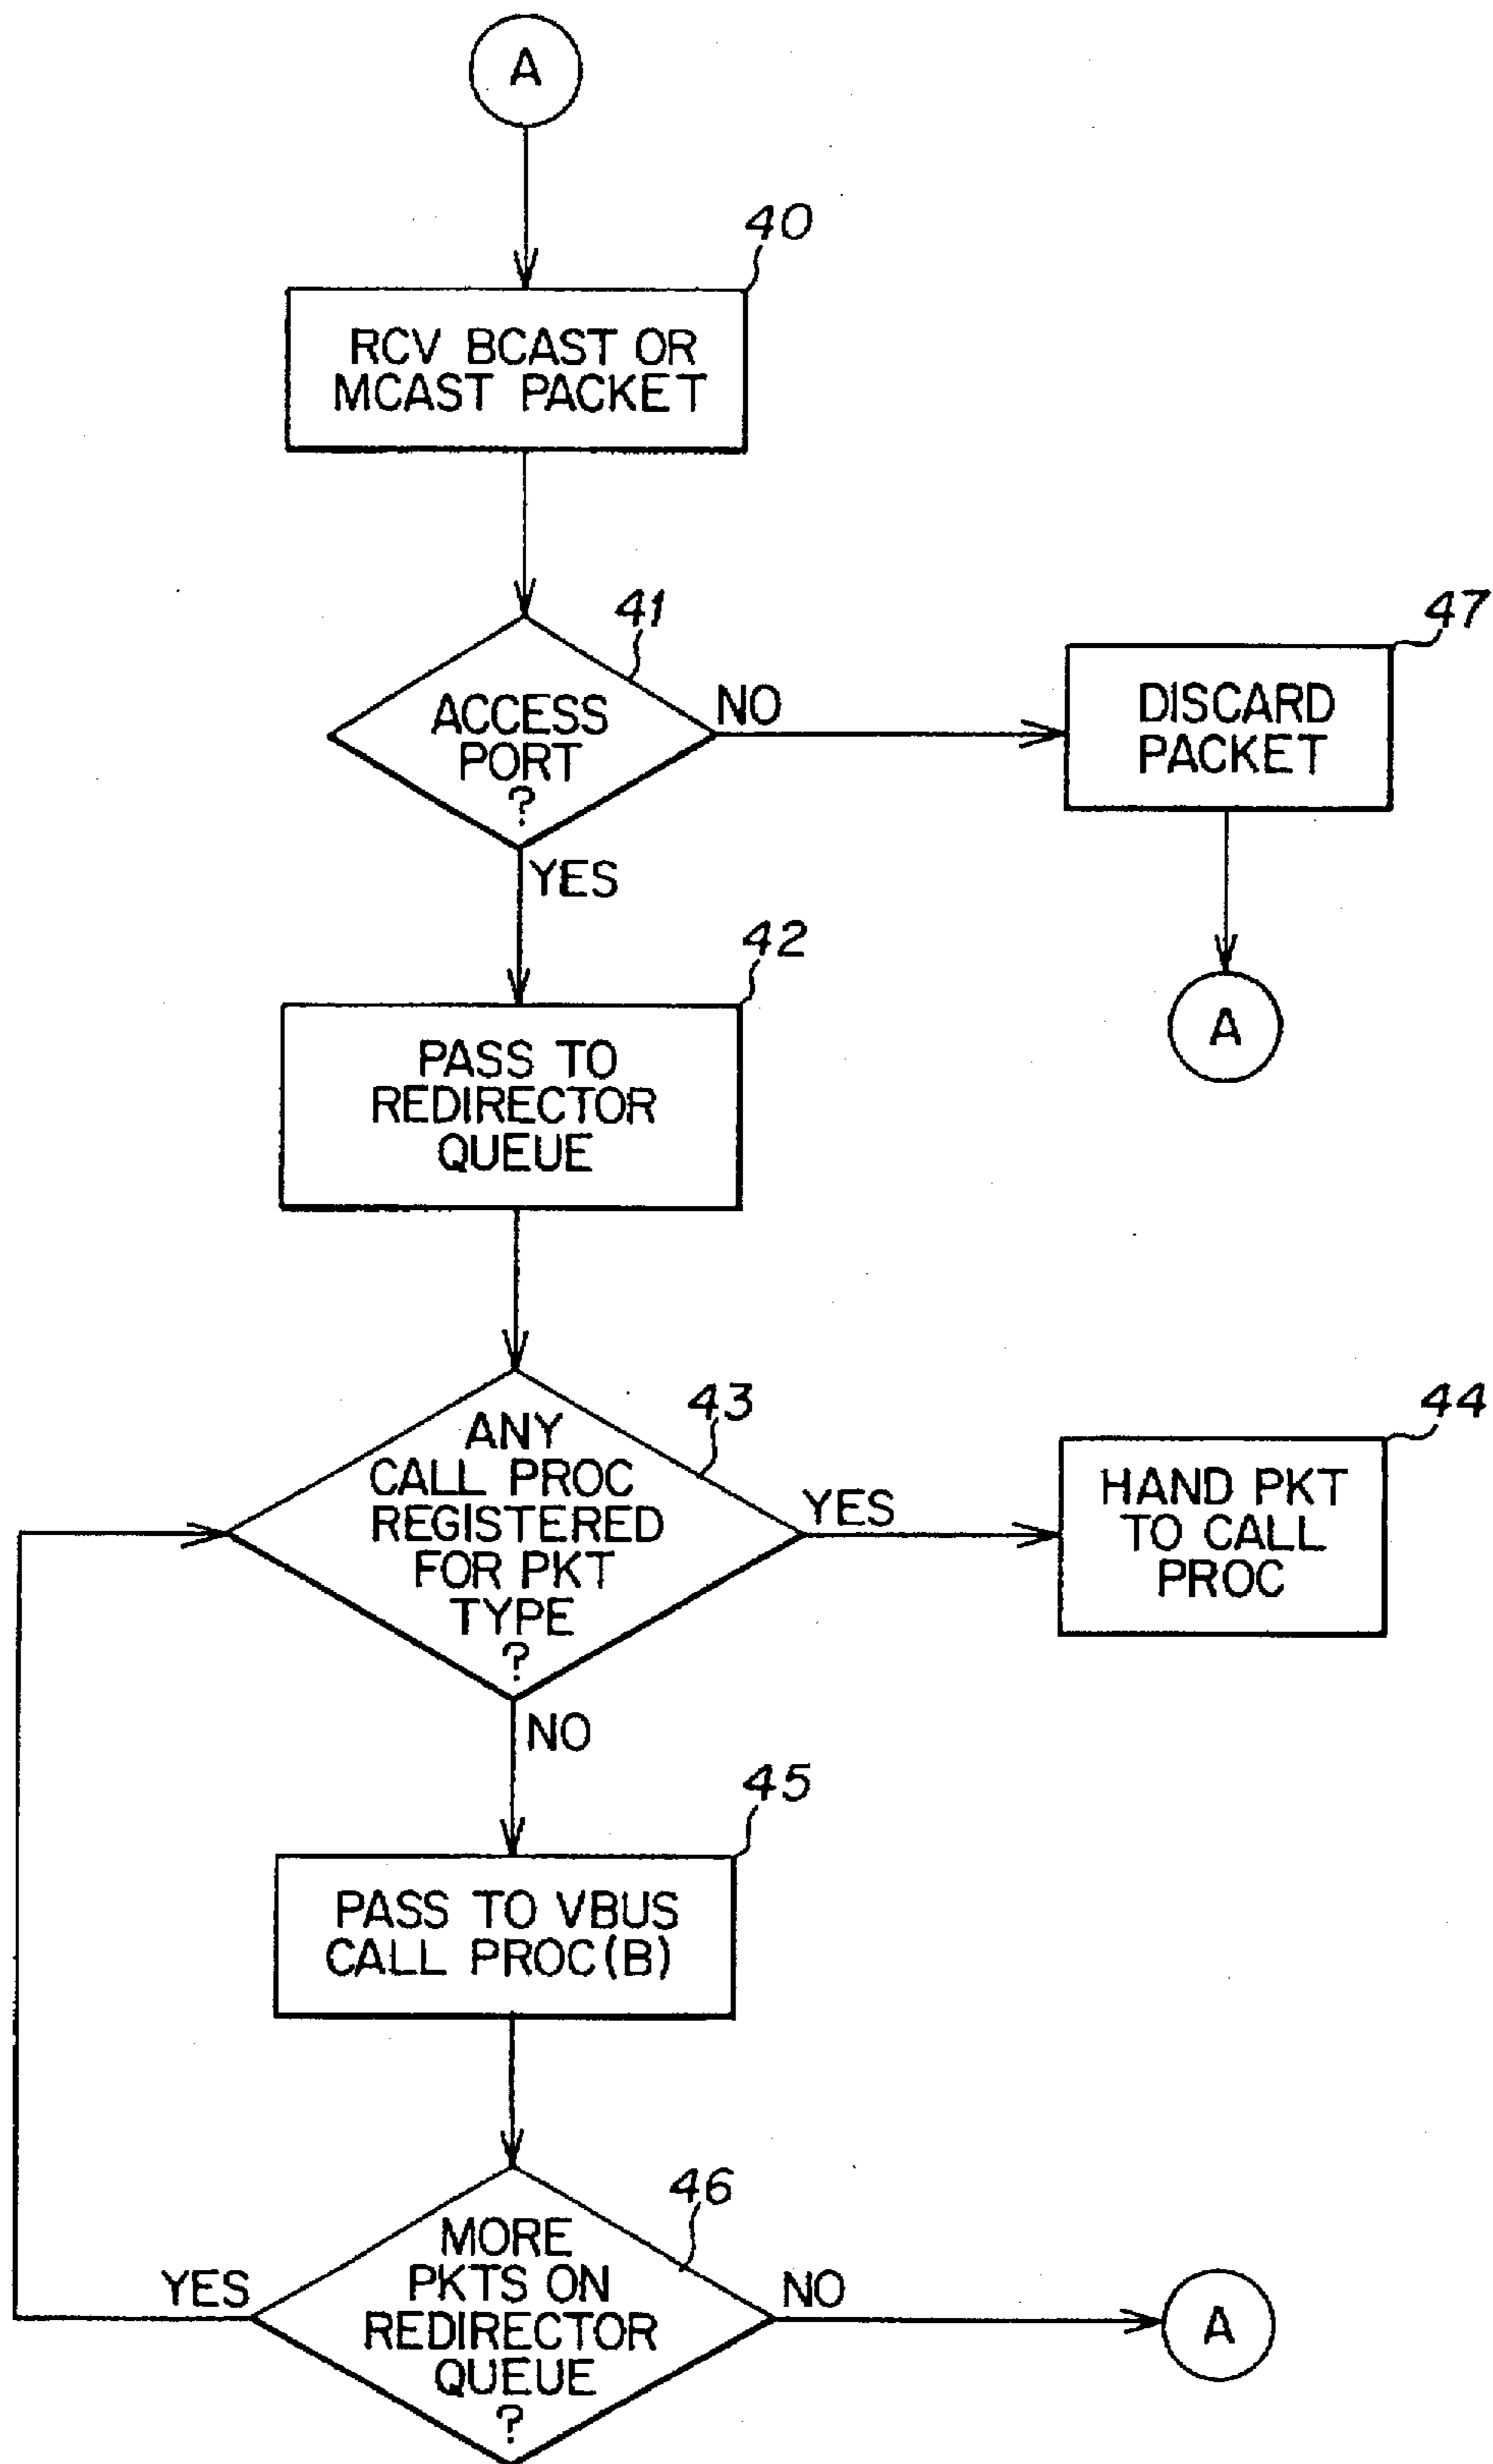 A
40
RCV BCAST OR
MCAST PACKET
41
ACCESS
PORT
?
NO
47
DISCARD
PACKET
YES
A
42
PASS TO
REDIRECTOR
QUEUE
43
ANY
CALL PROC
REGISTERED
FOR PKT
TYPE
?
YES
44
HAND PKT
TO CALL
PROC
NO
45
PASS TO VBUS
CALL PROC(B)
46
MORE
PKTS ON
REDIRECTOR
QUEUE
?
YES
NO
A